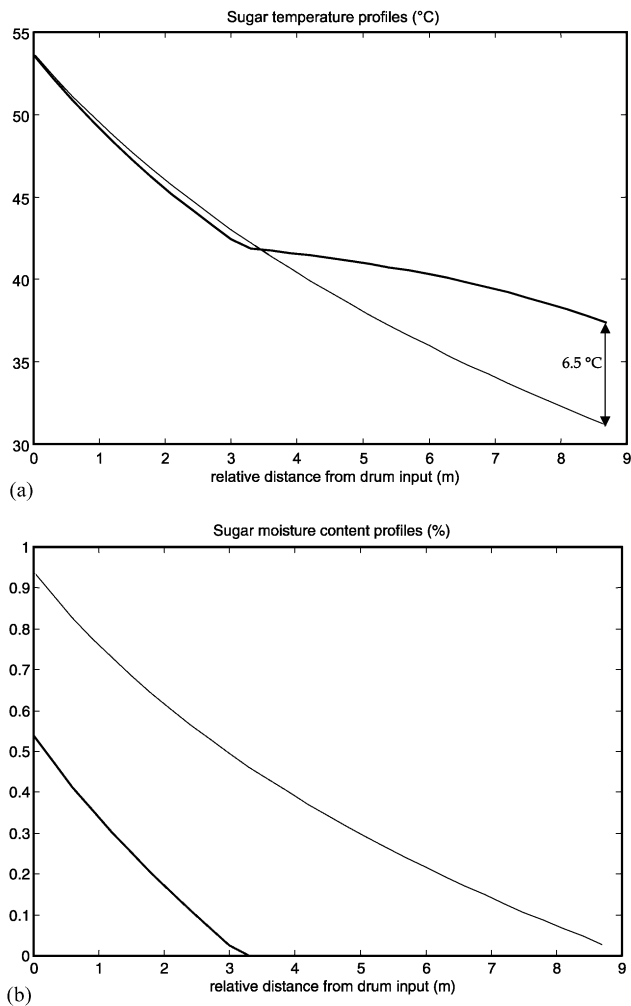 Sugar temperature profiles (°C)
55
50
45
40
35
30
6.5 °C
0 1 2 3 4 5 6 7 8 9
relative distance from drum input (m)
(a)
Sugar moisture content profiles (%)
1
0.9
0.8
0.7
0.6
0.5
0.4
0.3
0.2
0.1
0
0 1 2 3 4 5 6 7 8 9
relative distance from drum input (m)
(b)